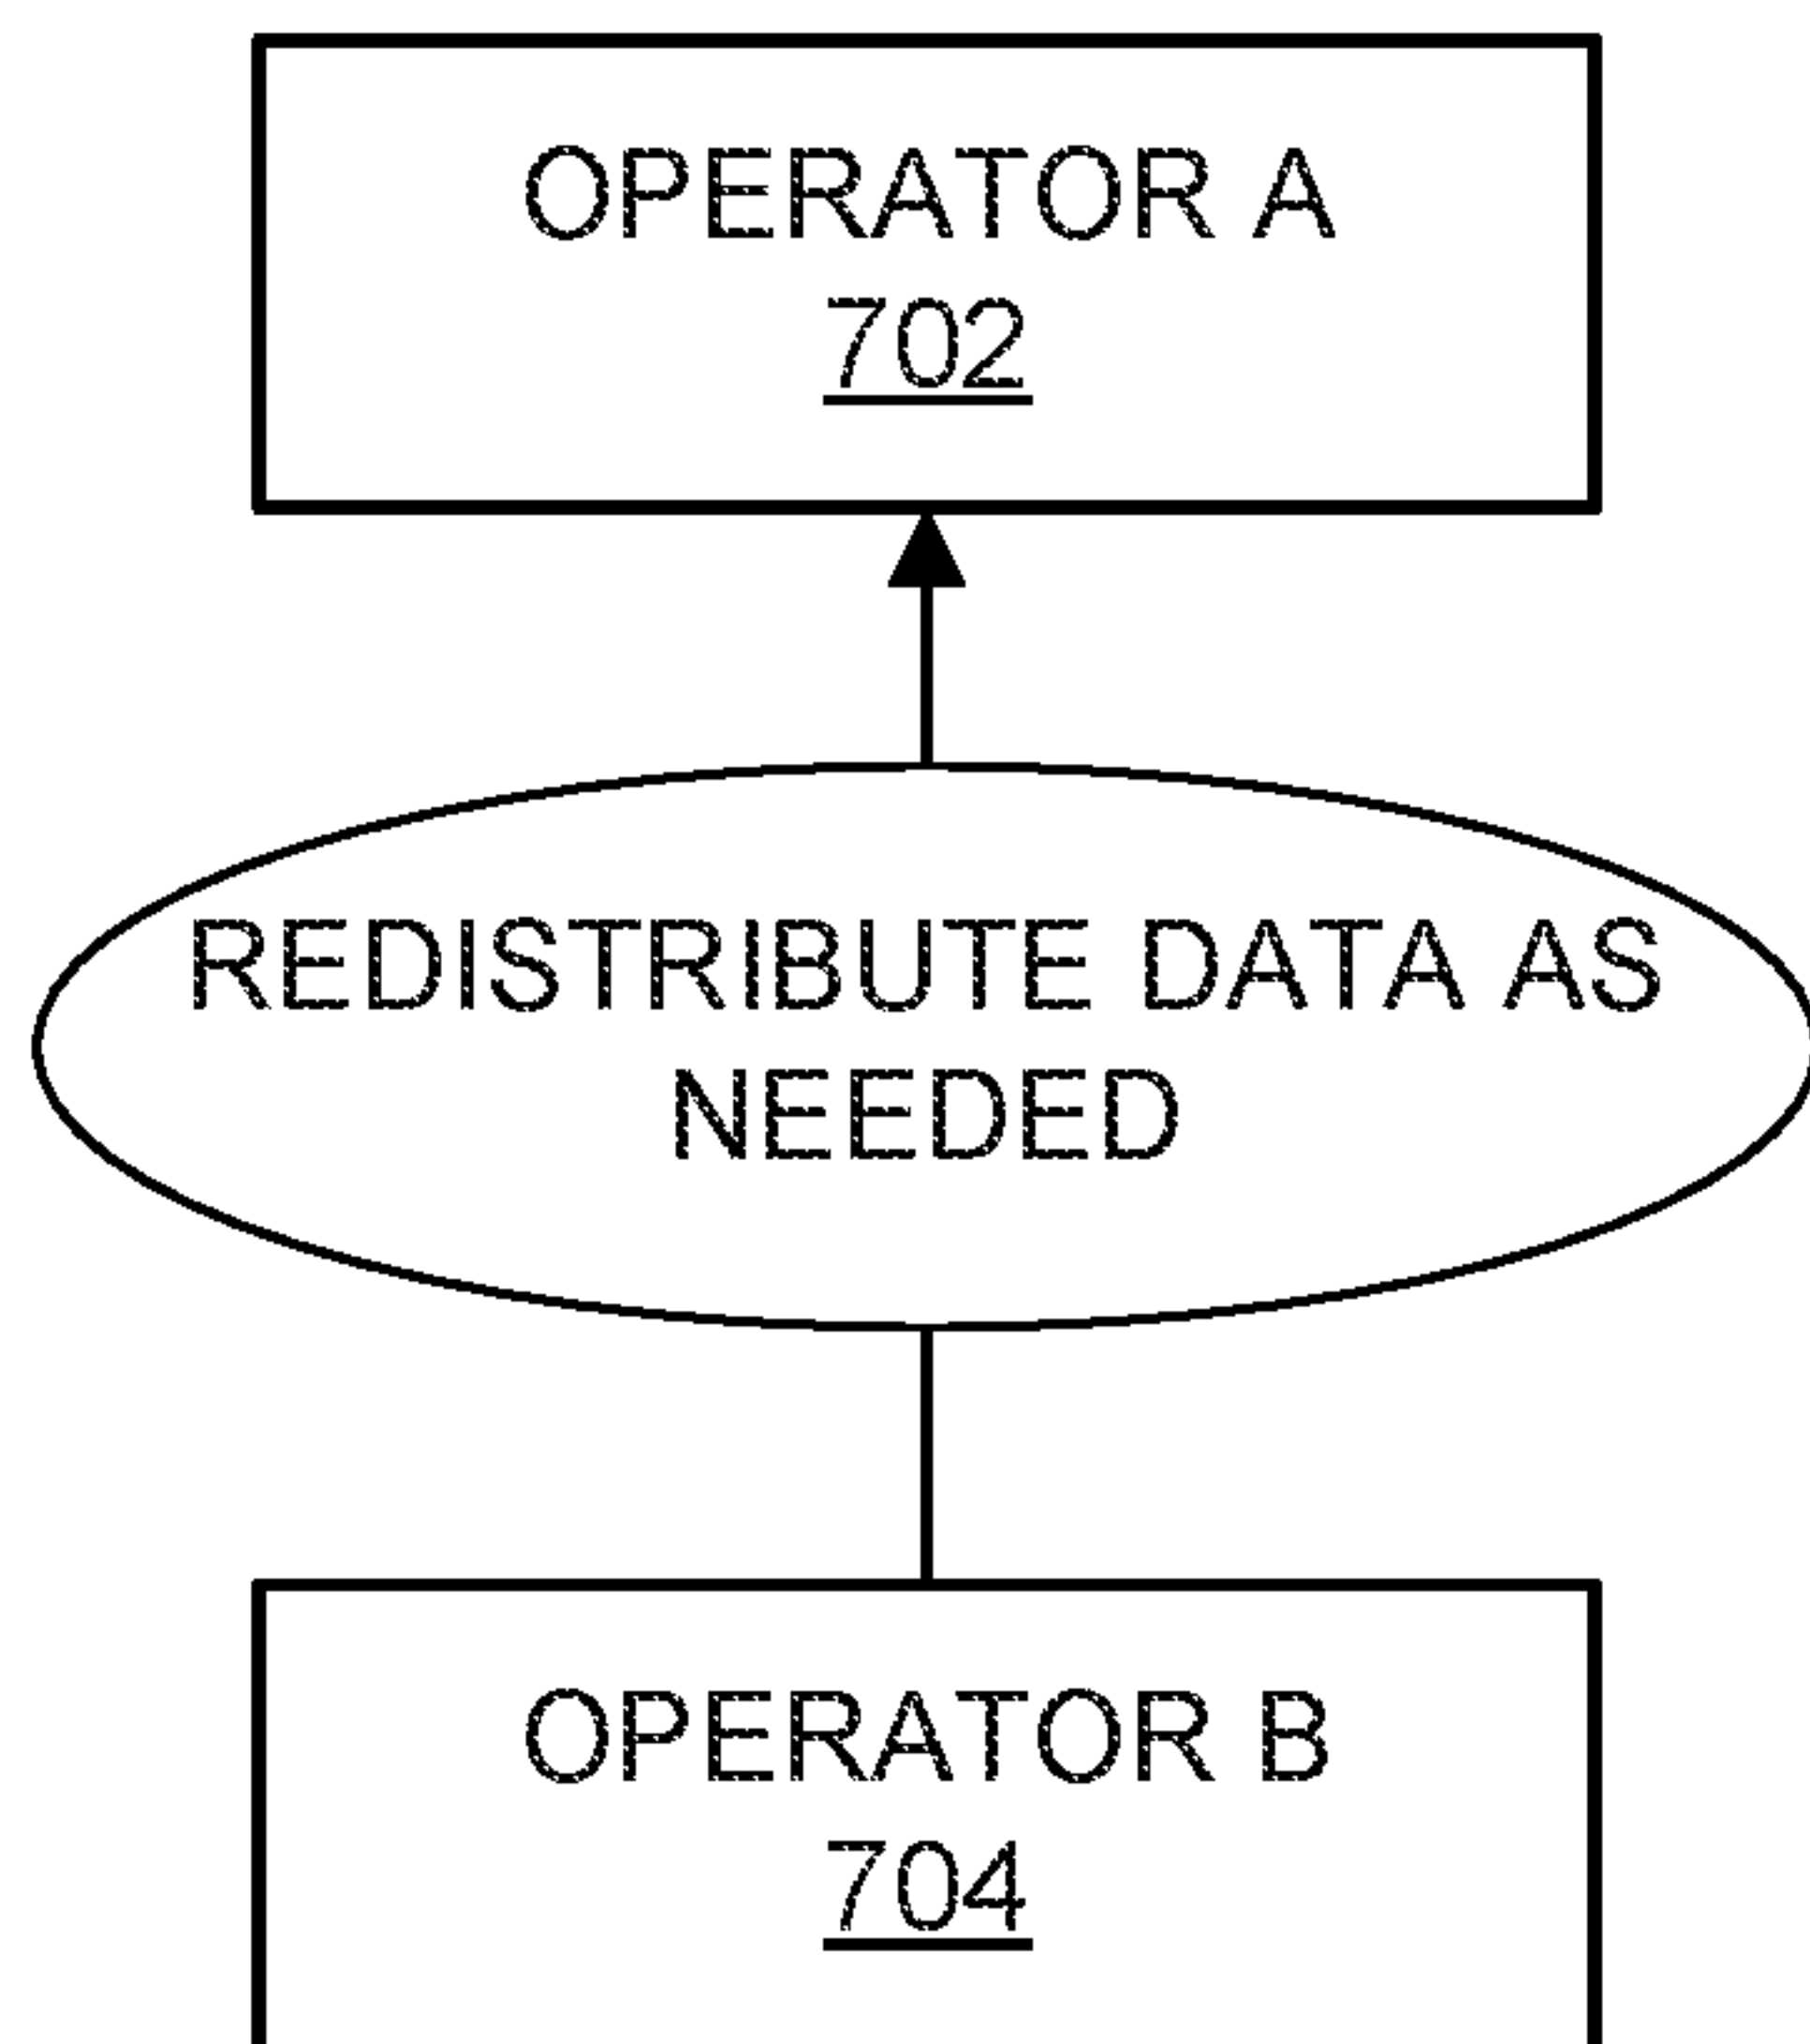 OPERATOR A
702
REDISTRIBUTE DATA AS
NEEDED
OPERATOR B
704